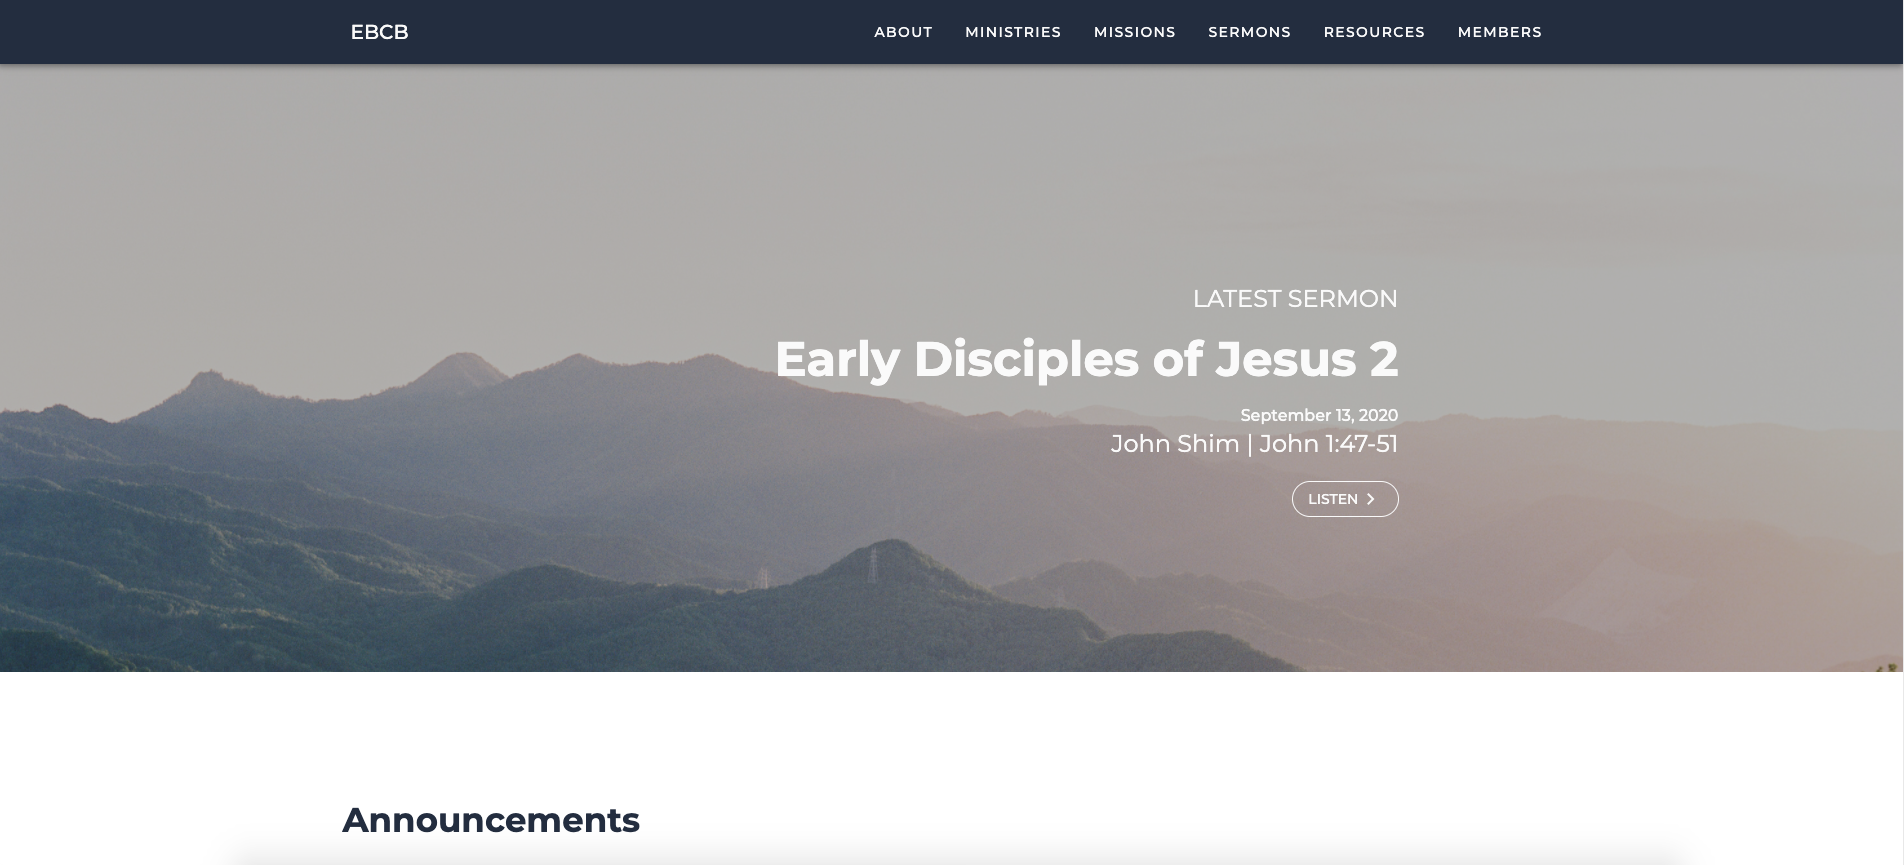 EBCB
ABOUT MINISTRIES MISSIONS SERMONS RESOURCES MEMBERS
LATEST SERMON
Early Disciples of Jesus 2
September 13, 2020
John Shim | John 1:47-51
LISTEN
Announcements